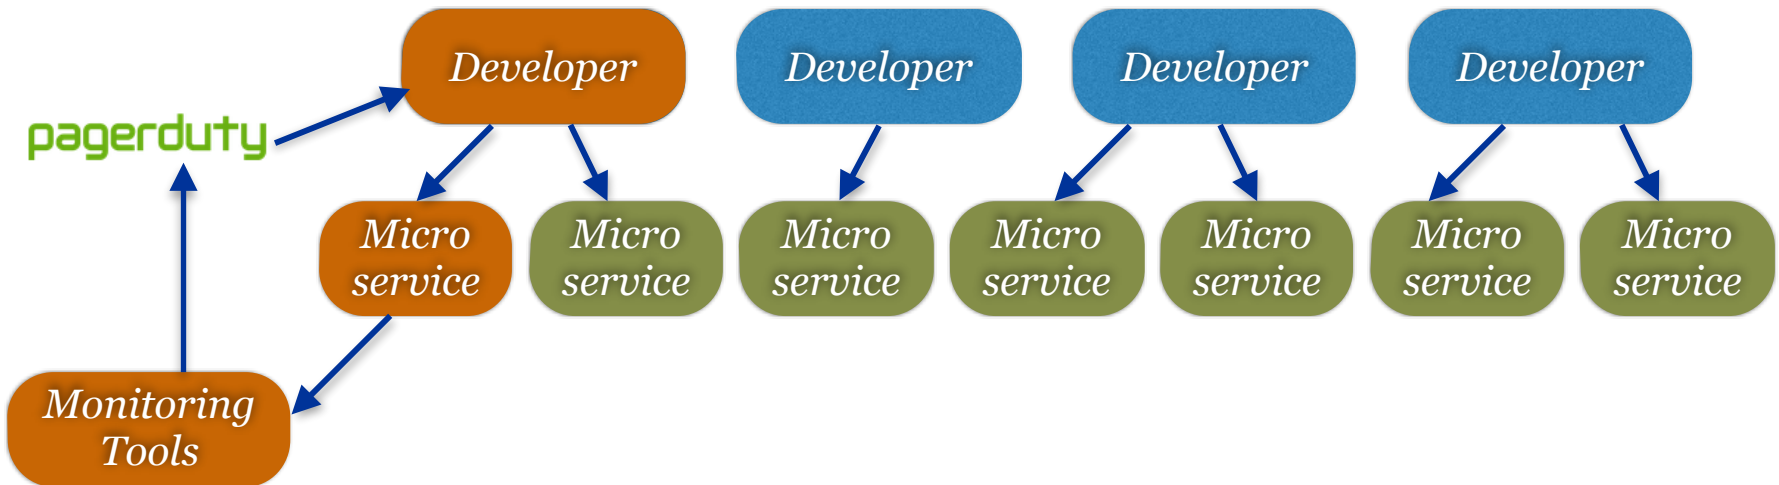 Developer
Developer
Developer
Developer
pagerduty
Micro
service
Micro
service
Micro
service
Micro
service
Micro
service
Micro
service
Micro
service
Monitoring
Tools